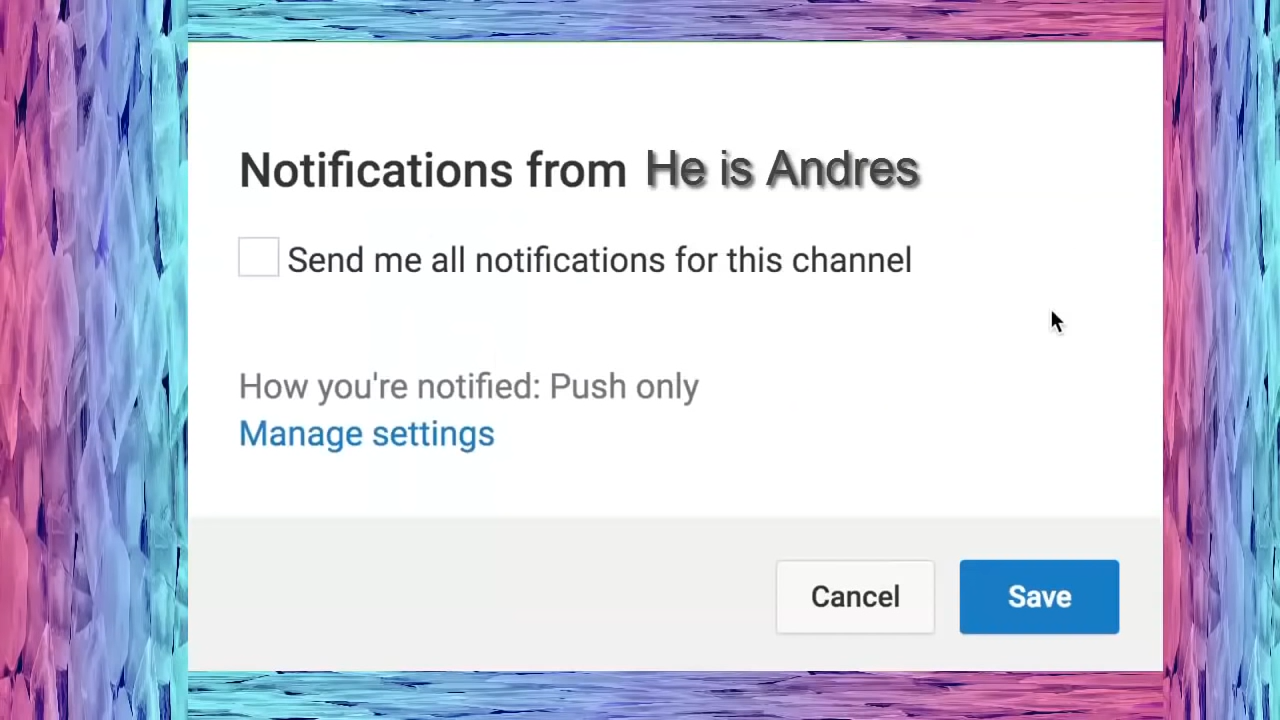 Notifications from He is Andres
Send me all notifications for this channel
How you're notified: Push only
Manage settings
Cancel Save